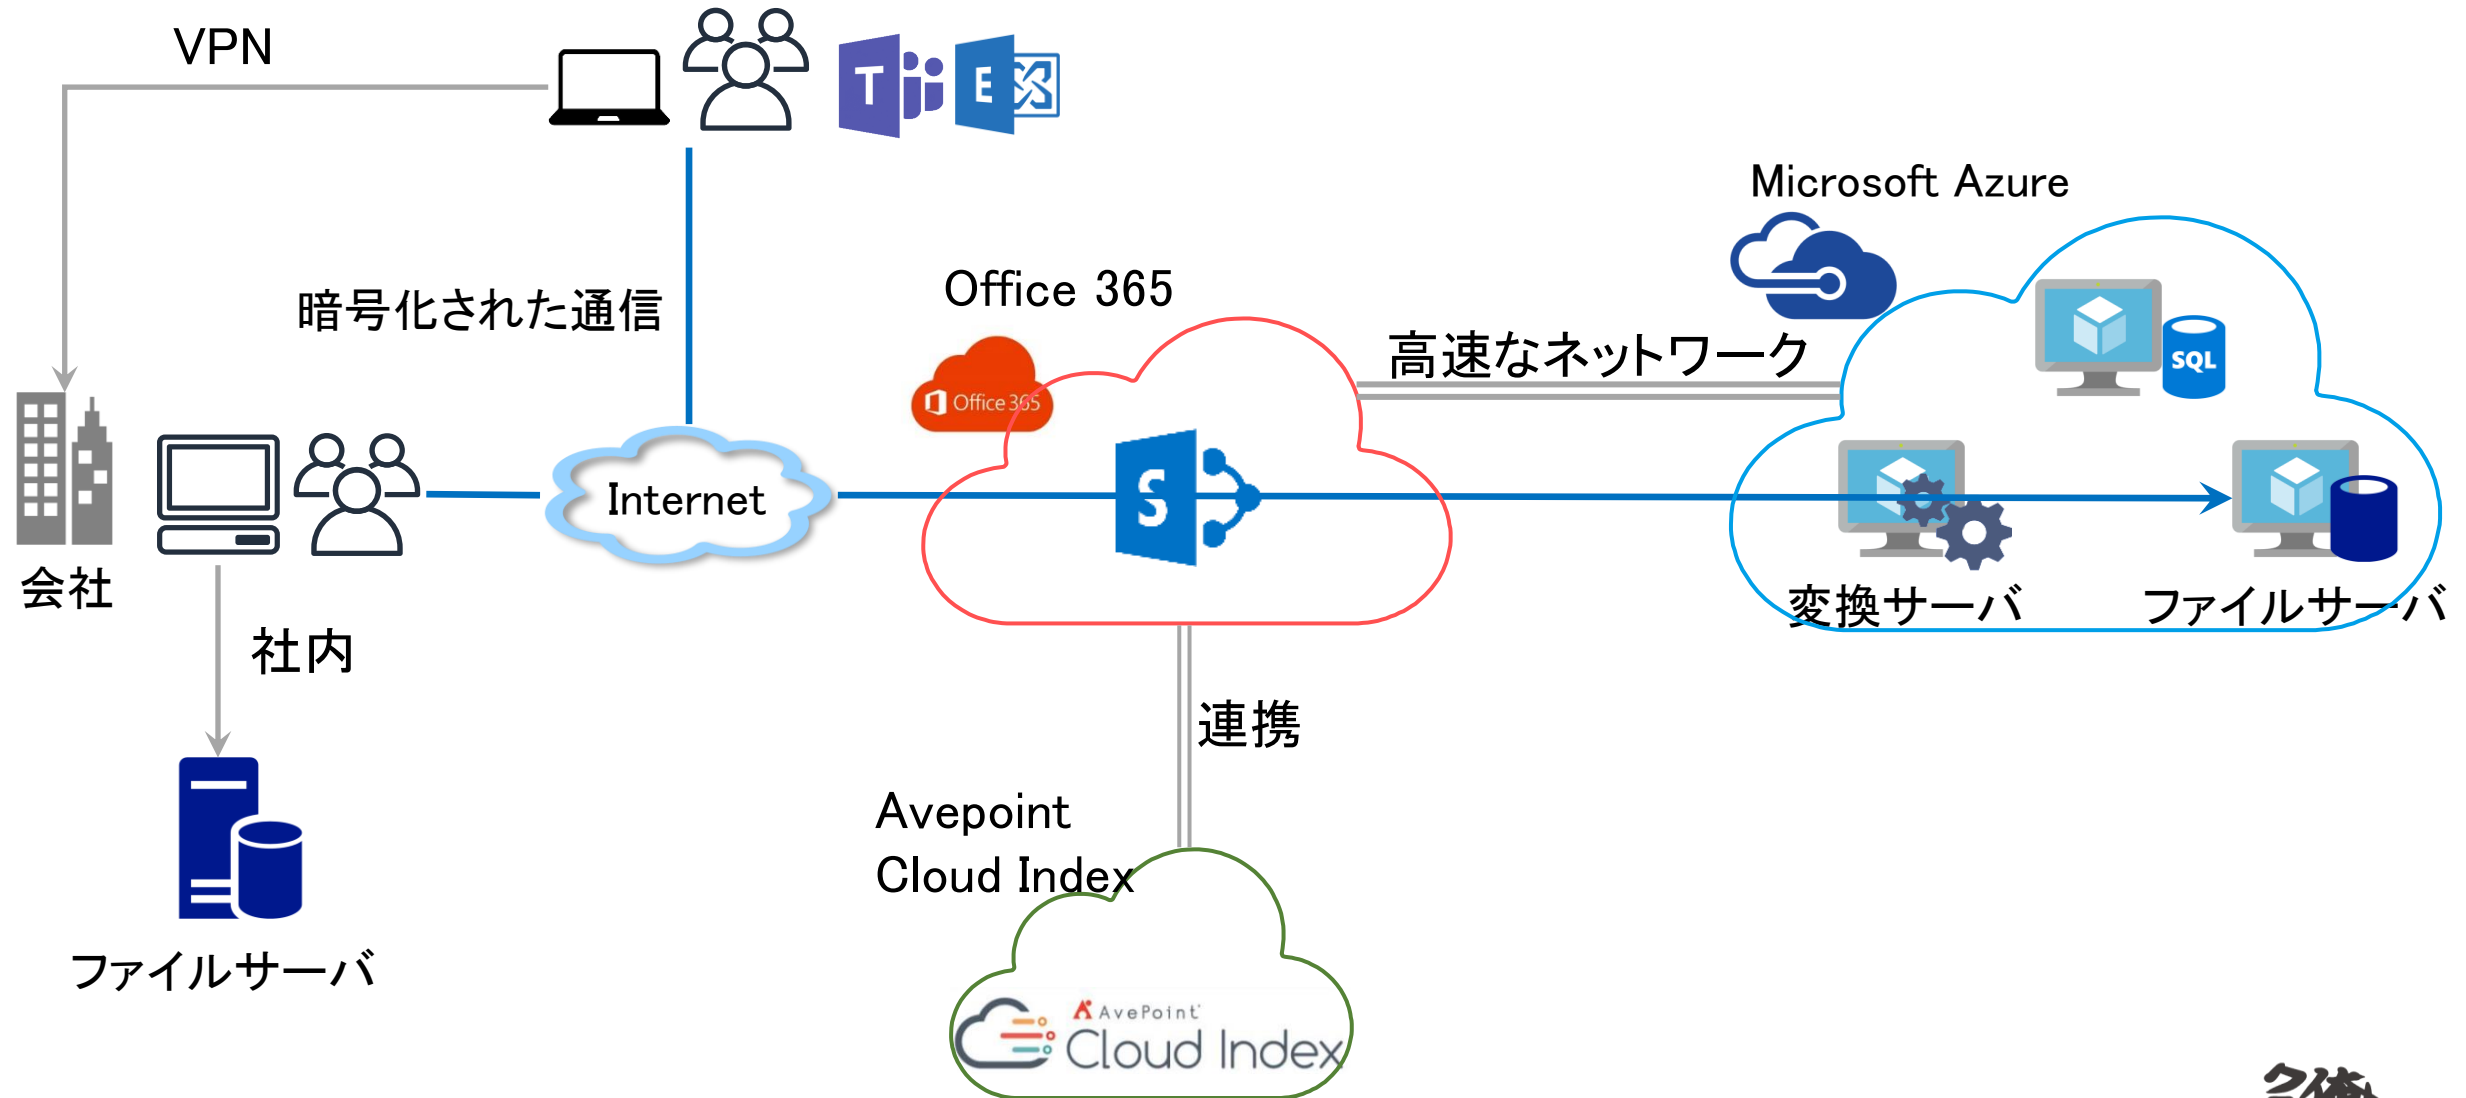 VPN
T
E
Microsoft Azure
暗号化された通信
Office 365
高速なネットワーク
SQL
Office 365
S
Internet
会社
変換サーバ
ファイルサーバ
社内
連携
Avepoint
Cloud Index
ファイルサーバ
AvePoint
Cloud Index